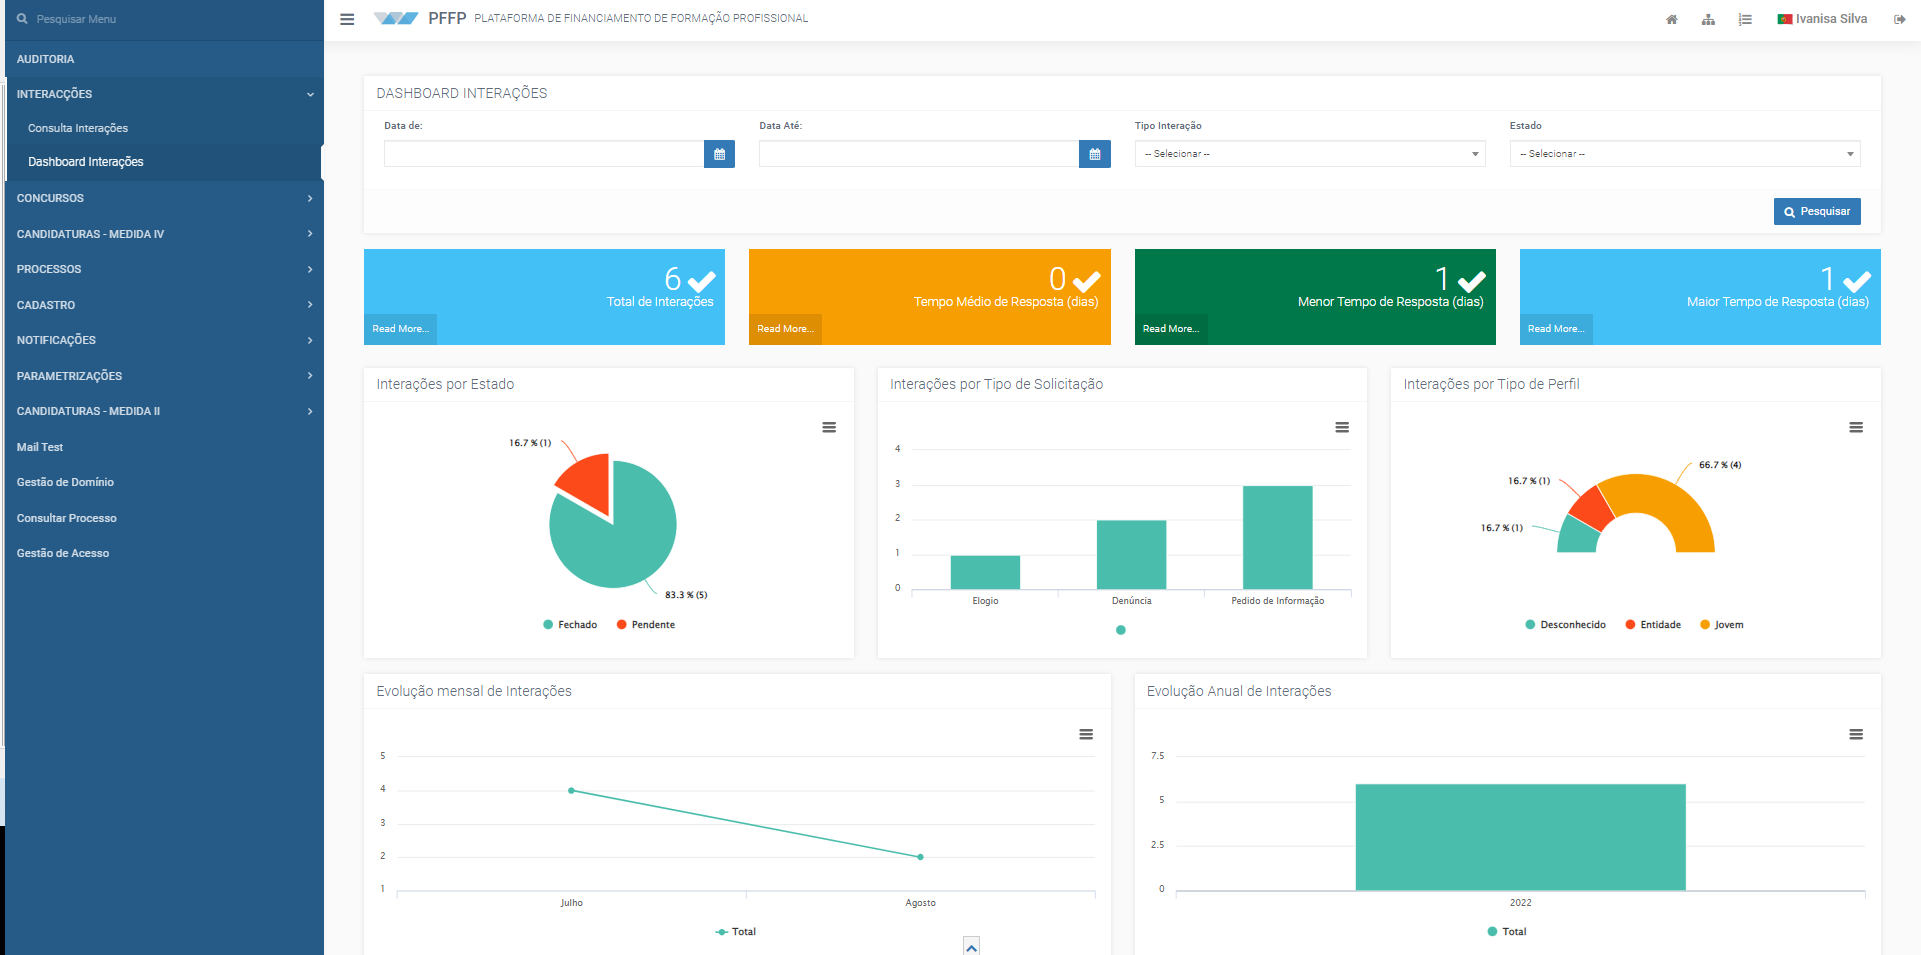 Pesquisar Menu
AUDITORIA
INTERACÇÕES
Consulta Interações
Dashboard Interações
CONCURSOS
CANDIDATURAS - MEDIDA IV
PROCESSOS
CADASTRO
NOTIFICAÇÕES
PARAMETRIZAÇÕES
CANDIDATURAS - MEDIDA II
Mail Test
Gestão de Domínio
Consultar Processo
Gestão de Acesso
PFFP PLATAFORMA DE FINANCIAMENTO DE FORMAÇÃO PROFISSIONAL
Ivanisa Silva
DASHBOARD INTERAÇÕES
Data de: Data Até: Tipo Interação Estado
-- Selecionar -- -- Selecionar --
Pesquisar
6
Total de Interações
Read More...
0
Tempo Médio de Resposta (dias)
Read More...
1
Menor Tempo de Resposta (dias)
Read More...
1
Maior Tempo de Resposta (dias)
Read More...
Interações por Estado
16.7 % (1)
83.3 % (5)
Fechado Pendente
Interações por Tipo de Solicitação
4
3
2
1
0
Elogio Denúncia Pedido de Informação
Interações por Tipo de Perfil
66.7 % (4)
16.7 % (1)
16.7 % (1)
Desconhecido Entidade Jovem
Evolução mensal de Interações
5
4
3
2
1
Julho Agosto
Total
Evolução Anual de Interações
7.5
5
2.5
0
2022
Total